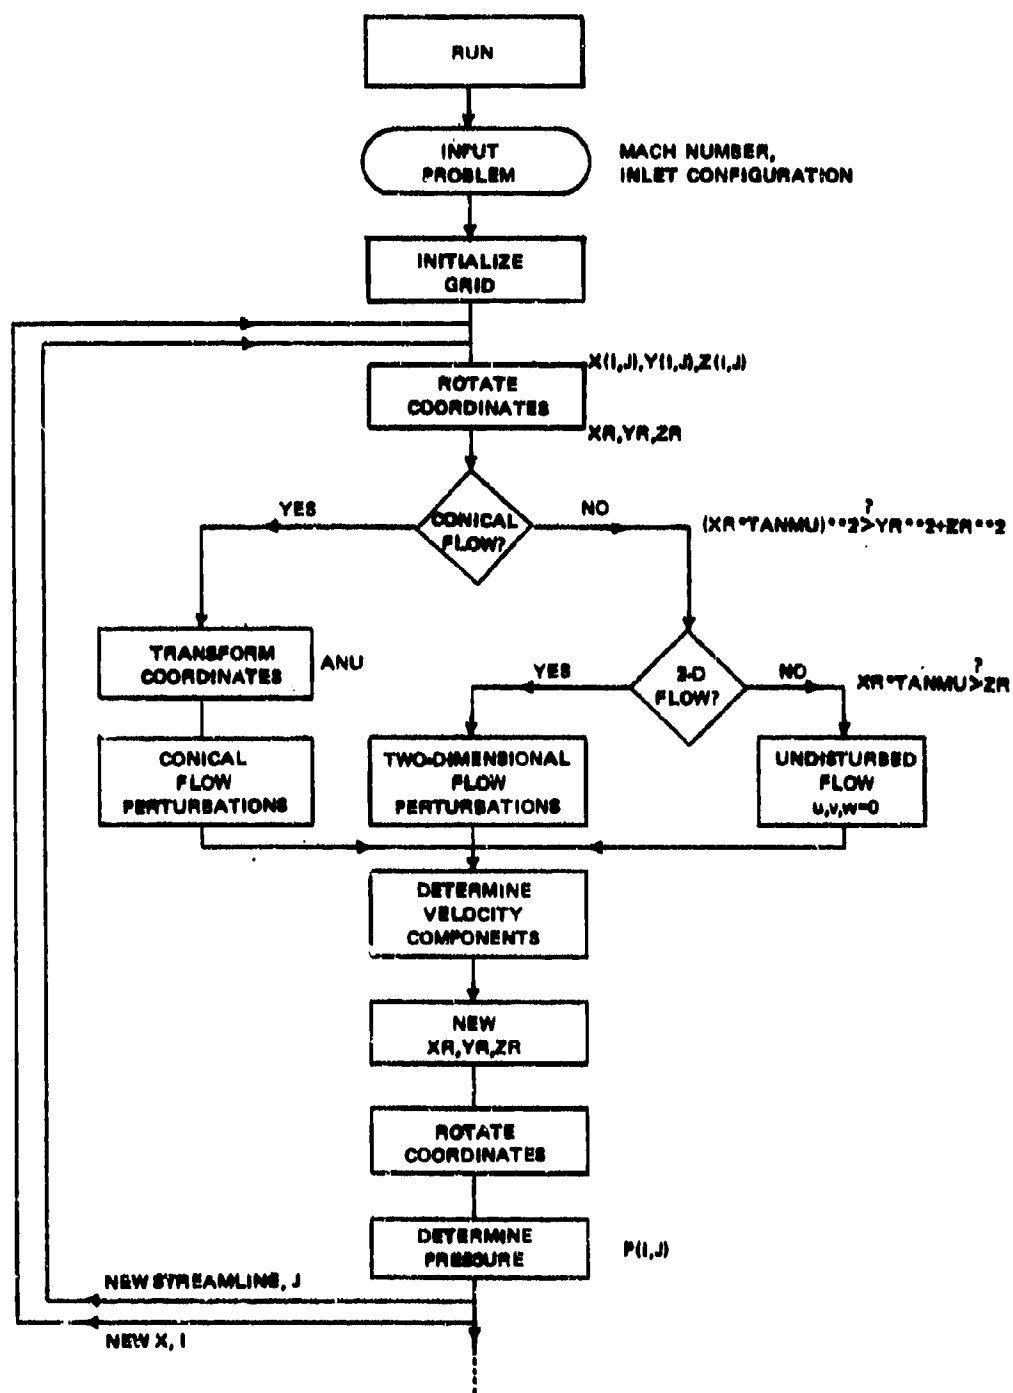 RUN
INPUT
PROBLEM
MACH NUMBER,
INLET CONFIGURATION
INITIALIZE
GRID
X(I,J),Y(I,J),Z(I,J)
ROTATE
COORDINATES
XR,YR,ZR
YES
CONICAL
FLOW?
NO
?
(XR*TANMU)**2>YR**2+ZR**2
TRANSFORM
COORDINATES
ANU
YES
2-D
FLOW?
NO
?
XR*TANMU>ZR
CONICAL
FLOW
PERTURBATIONS
TWO-DIMENSIONAL
FLOW
PERTURBATIONS
UNDISTURBED
FLOW
u,v,w=0
DETERMINE
VELOCITY
COMPONENTS
NEW
XR,YR,ZR
ROTATE
COORDINATES
DETERMINE
PRESSURE
P(I,J)
NEW STREAMLINE, J
NEW X, I